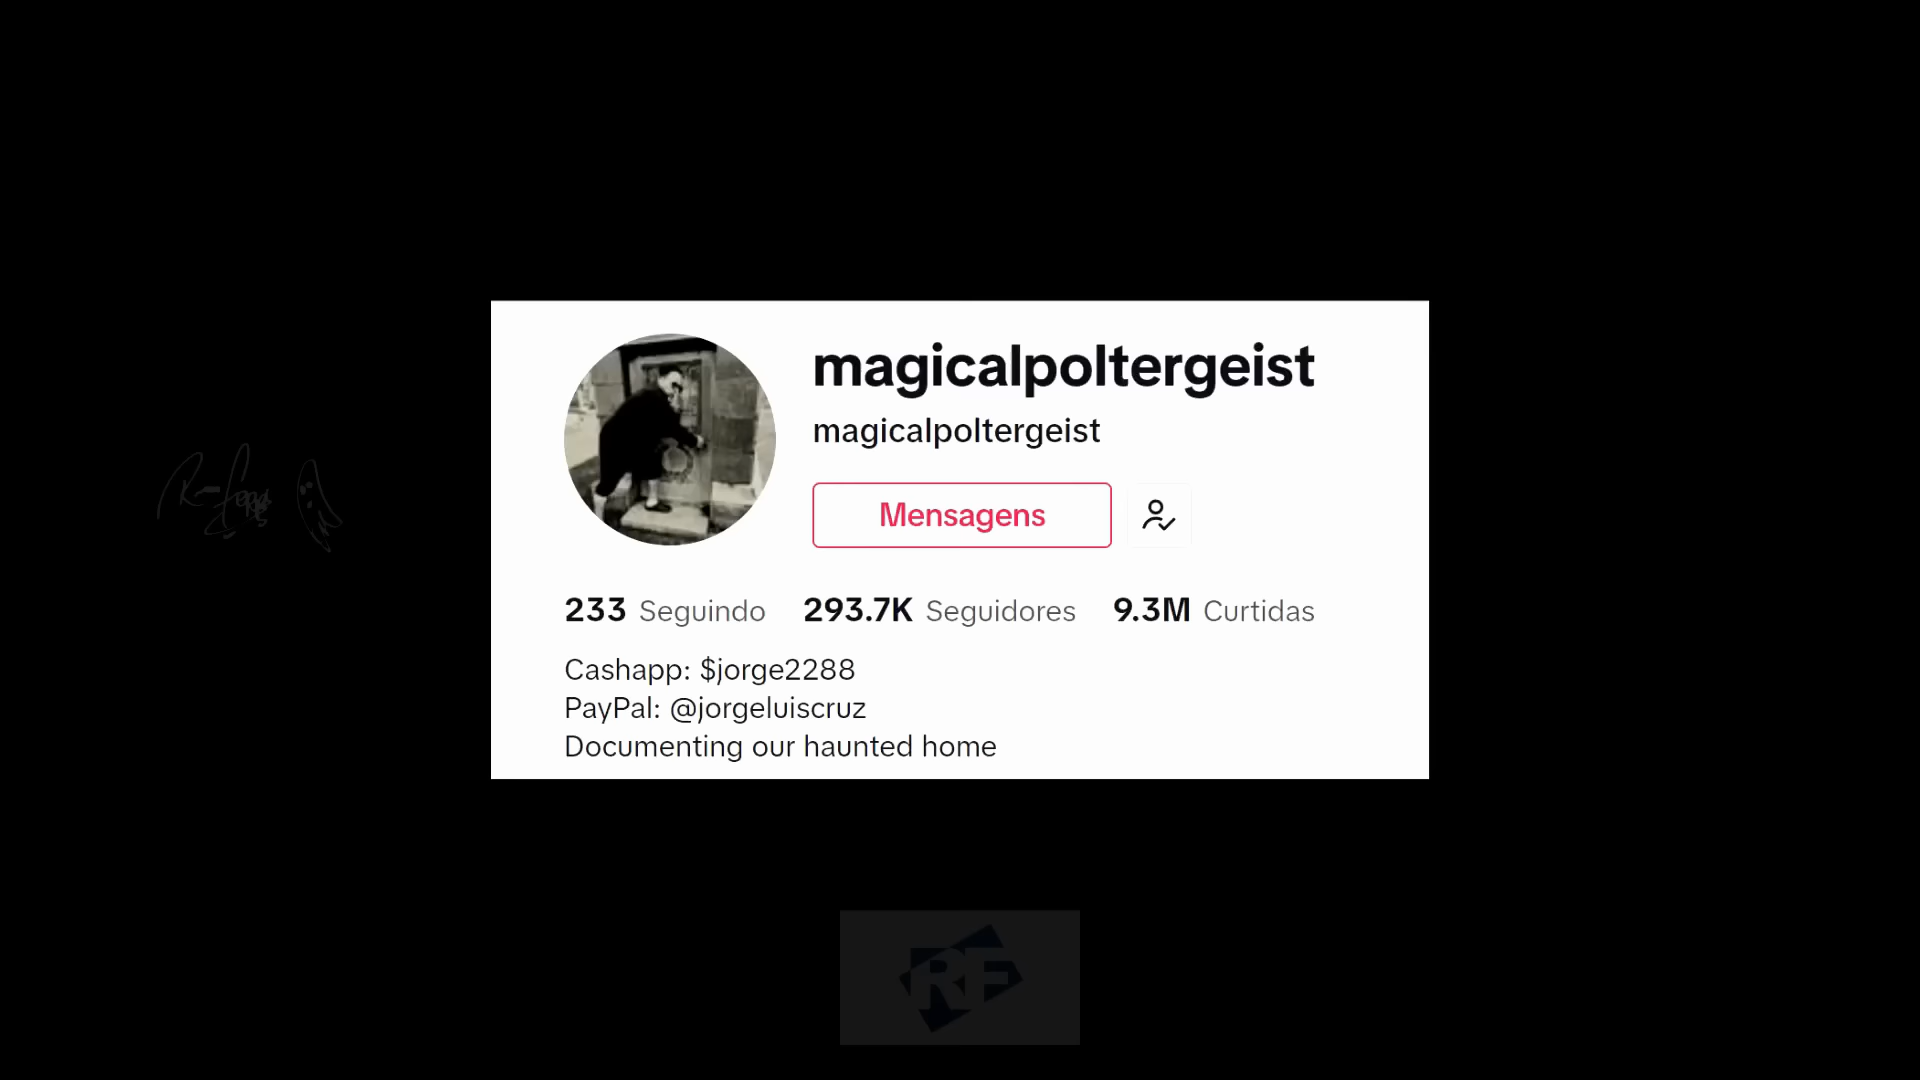 magicalpoltergeist
magicalpoltergeist
Mensagens
233 Seguindo 293.7K Seguidores 9.3M Curtidas
Cashapp: $jorge2288
PayPal: @jorgeluiscruz
Documenting our haunted home
RF